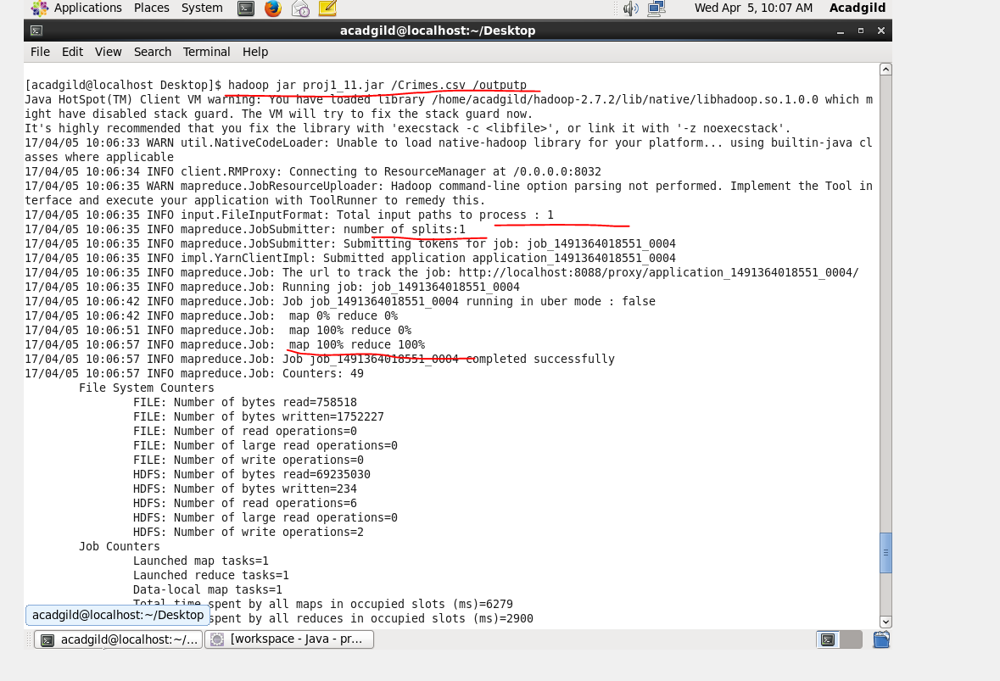 Applications Places System Wed Apr 5, 10:07 AM Acadgild
acadgild@localhost:~/Desktop
File Edit View Search Terminal Help
[acadgild@localhost Desktop]$ hadoop jar proj1_11.jar /Crimes.csv /outputp
Java HotSpot(TM) Client VM warning: You have loaded library /home/acadgild/hadoop-2.7.2/lib/native/libhadoop.so.1.0.0 which m
ight have disabled stack guard. The VM will try to fix the stack guard now.
It's highly recommended that you fix the library with 'execstack -c <libfile>', or link it with '-z noexecstack'.
17/04/05 10:06:33 WARN util.NativeCodeLoader: Unable to load native-hadoop library for your platform... using builtin-java cl
asses where applicable
17/04/05 10:06:34 INFO client.RMProxy: Connecting to ResourceManager at /0.0.0.0:8032
17/04/05 10:06:35 WARN mapreduce.JobResourceUploader: Hadoop command-line option parsing not performed. Implement the Tool in
terface and execute your application with ToolRunner to remedy this.
17/04/05 10:06:35 INFO input.FileInputFormat: Total input paths to process : 1
17/04/05 10:06:35 INFO mapreduce.JobSubmitter: number of splits:1
17/04/05 10:06:35 INFO mapreduce.JobSubmitter: Submitting tokens for job: job_1491364018551_0004
17/04/05 10:06:35 INFO impl.YarnClientImpl: Submitted application application_1491364018551_0004
17/04/05 10:06:35 INFO mapreduce.Job: The url to track the job: http://localhost:8088/proxy/application_1491364018551_0004/
17/04/05 10:06:35 INFO mapreduce.Job: Running job: job_1491364018551_0004
17/04/05 10:06:42 INFO mapreduce.Job: Job job_1491364018551_0004 running in uber mode : false
17/04/05 10:06:42 INFO mapreduce.Job:  map 0% reduce 0%
17/04/05 10:06:51 INFO mapreduce.Job:  map 100% reduce 0%
17/04/05 10:06:57 INFO mapreduce.Job:  map 100% reduce 100%
17/04/05 10:06:57 INFO mapreduce.Job: Job job_1491364018551_0004 completed successfully
17/04/05 10:06:57 INFO mapreduce.Job: Counters: 49
File System Counters
FILE: Number of bytes read=758518
FILE: Number of bytes written=1752227
FILE: Number of read operations=0
FILE: Number of large read operations=0
FILE: Number of write operations=0
HDFS: Number of bytes read=69235030
HDFS: Number of bytes written=234
HDFS: Number of read operations=6
HDFS: Number of large read operations=0
HDFS: Number of write operations=2
Job Counters
Launched map tasks=1
Launched reduce tasks=1
Data-local map tasks=1
Total time spent by all maps in occupied slots (ms)=6279
acadgild@localhost:~/Desktop
spent by all reduces in occupied slots (ms)=2900
acadgild@localhost:~/... [workspace - Java - pr...